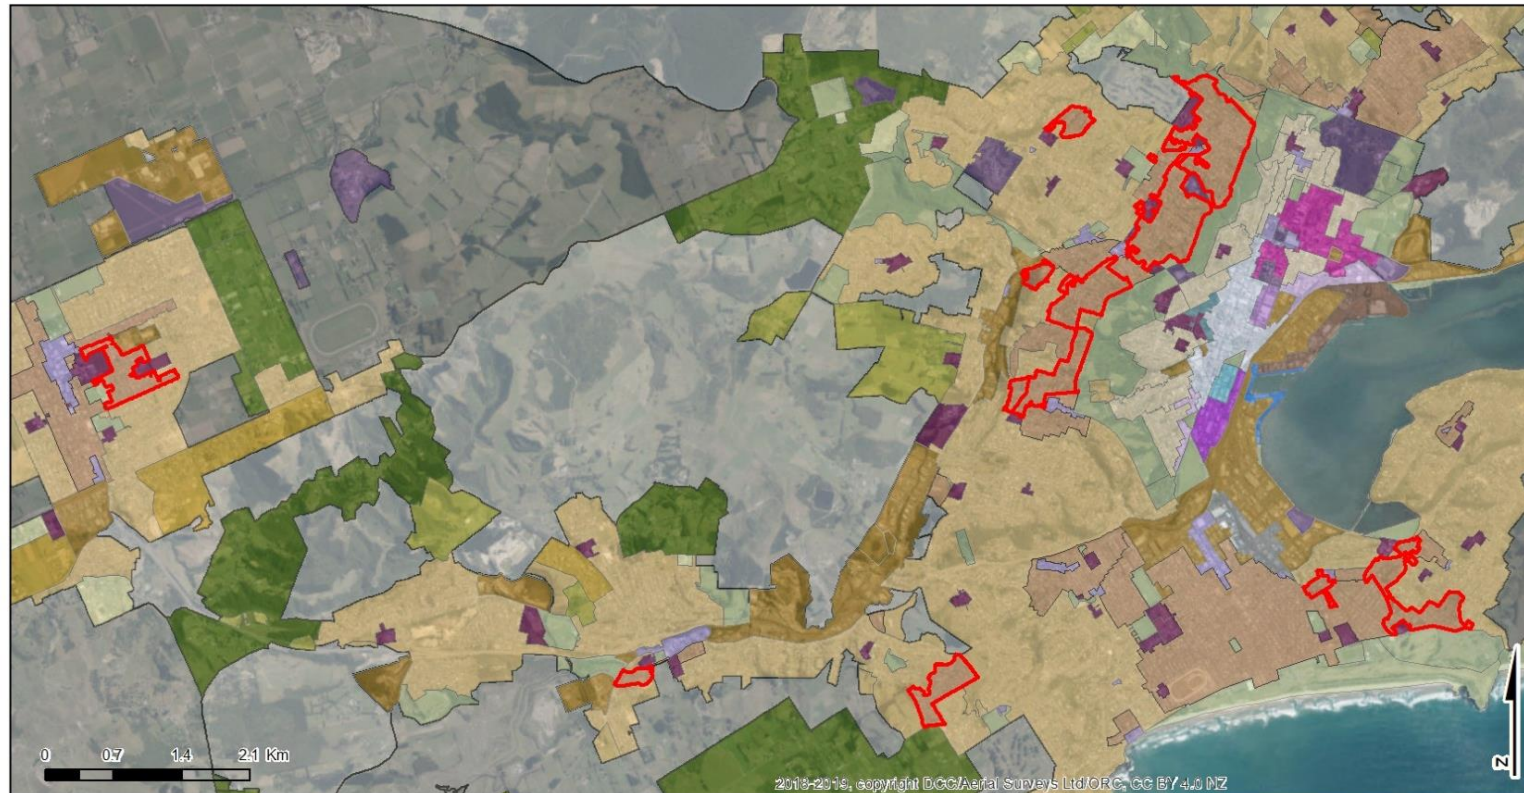 0 0.7 1.4 2.1 Km
2018-2019, copyright DCC/Aerial Surveys Ltd/ORC, CC BY 4.0 NZ
N